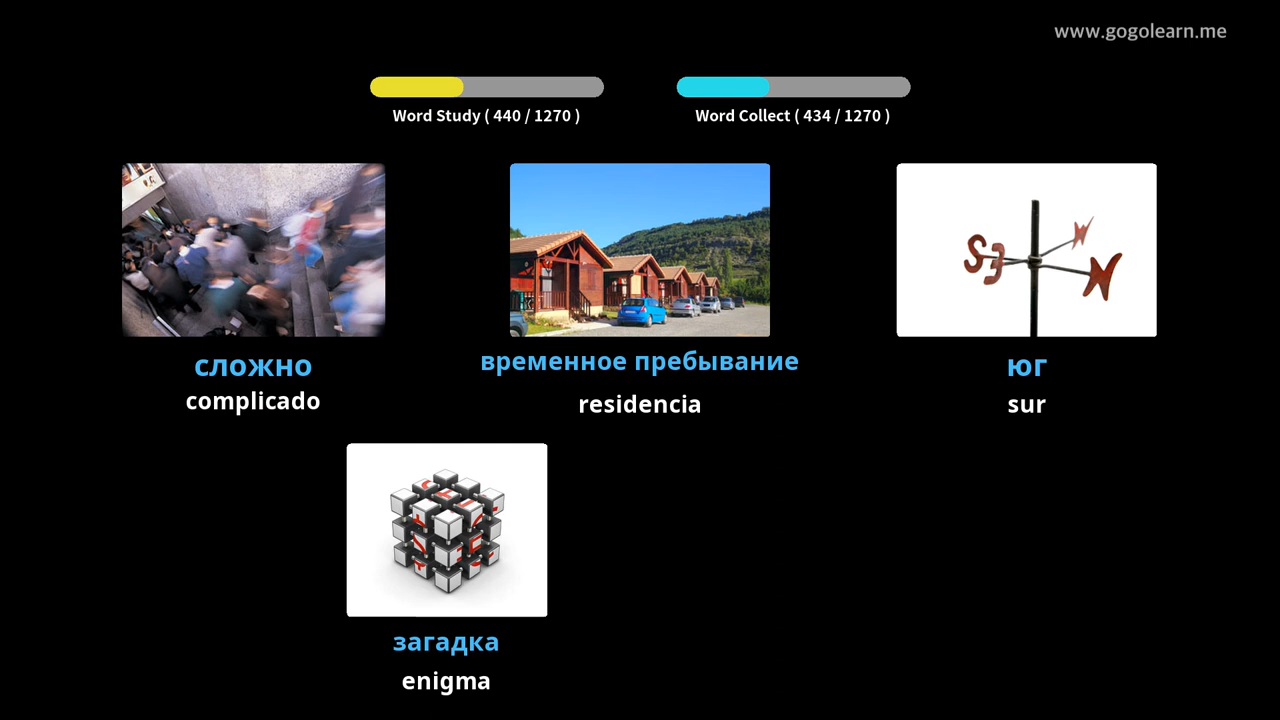 www.gogolearn.me
Word Study ( 440 / 1270 )
Word Collect ( 434 / 1270 )
S
E
N
W
сложно
complicado
временное пребывание
residencia
юг
sur
загадка
enigma